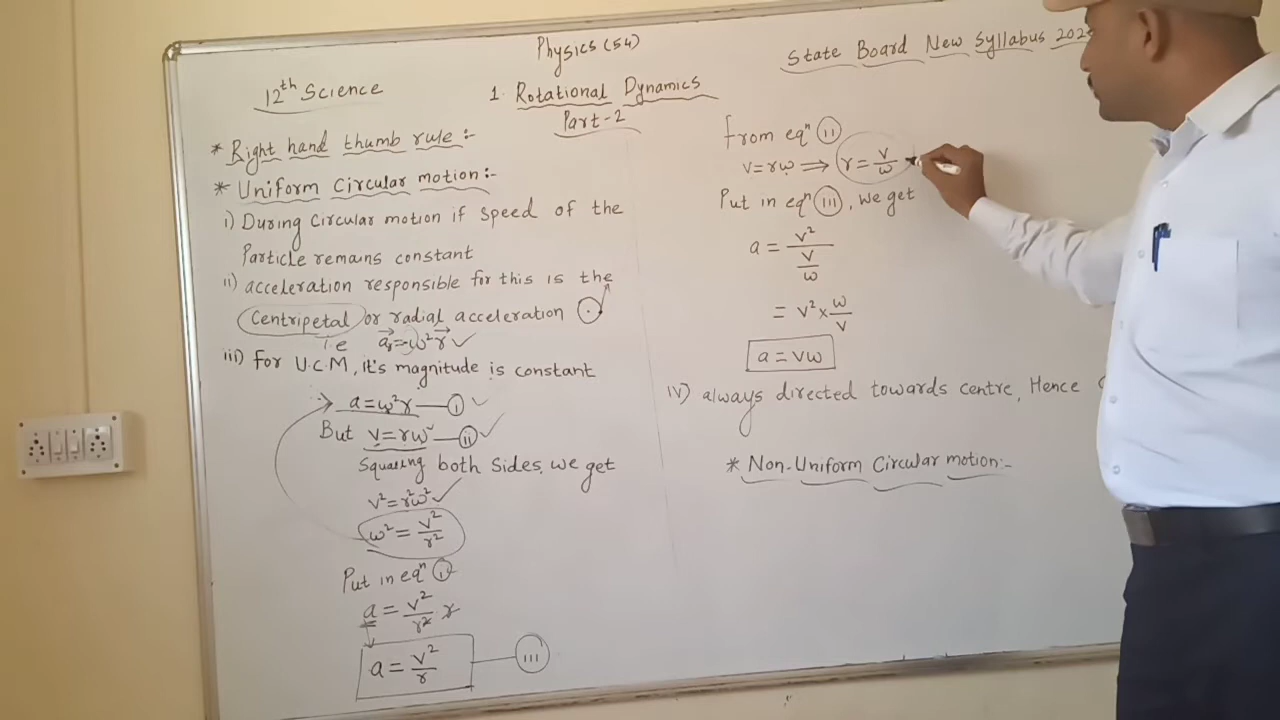 Physics (54)
State Board New Syllabus 202
12th Science
1. Rotational Dynamics
Part-2
* Right hand thumb rule:-
* Uniform Circular motion:-
i) During Circular motion if Speed of the
Particle remains constant
ii) acceleration responsible for this is the
Centripetal or radial acceleration
i.e a⃗r=-ω²r⃗ ✓
iii) For U.C.M, it's magnitude is constant
a=ω²r — i ✓
But v=rω — ii ✓
Squaring both Sides, we get
v²=r²ω² ✓
ω² = v²/r²
Put in eqⁿ i
a = v²/r² r
a = v²/r — iii
from eqⁿ ii
v=rω ⟹ r = v/ω
Put in eqⁿ iii, we get
a = v²/(v/ω)
= v² × ω/v
a = vω
iv) always directed towards centre, Hence
* Non-Uniform Circular motion:-